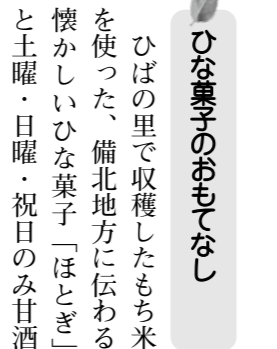 ひな菓子のおもてなし
ひばの里で収穫したもち米
を使った、備北地方に伝わる
懐かしいひな菓子「ほとぎ」
と土曜・日曜・祝日のみ甘酒